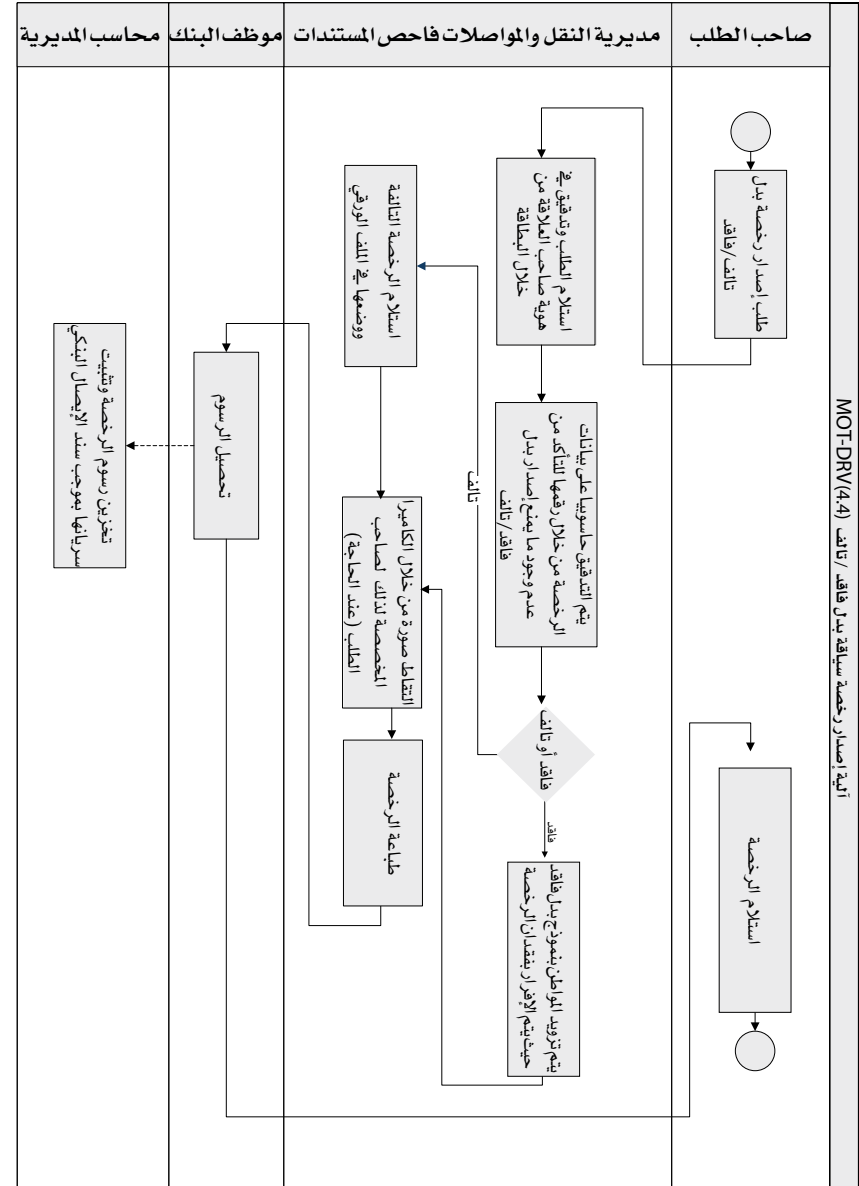 آلية إصدار رخصة سياقة بدل فاقد / تالف MOT-DRV(4.4)
صاحب الطلب
مديرية النقل والمواصلات فاحص المستندات
موظف البنك
محاسب المديرية
طلب إصدار رخصة بدل
تالف/فاقد
استلام الطلب وتدقيق في
هوية صاحب العلاقة من
خلال البطاقة
يتم التدقيق حاسوبيا على بيانات
الرخصة من خلال رقمها للتأكد من
عدم وجود ما يمنع إصدار بدل
فاقد/تالف
فاقد أو تالف
فاقد
يتم تزويد المواطن بنموذج بدل فاقد
حيث يتم الإقرار بفقدان الرخصة
تالف
استلام الرخصة التالفة
ووضعها في الملف الورقي
التقاط صورة من خلال الكاميرا
المخصصة لذلك لصاحب
الطلب (عند الحاجة)
طباعة الرخصة
تحصيل الرسوم
تخزين رسوم الرخصة وتثبيت
سريانها بموجب سند الإيصال البنكي
استلام الرخصة